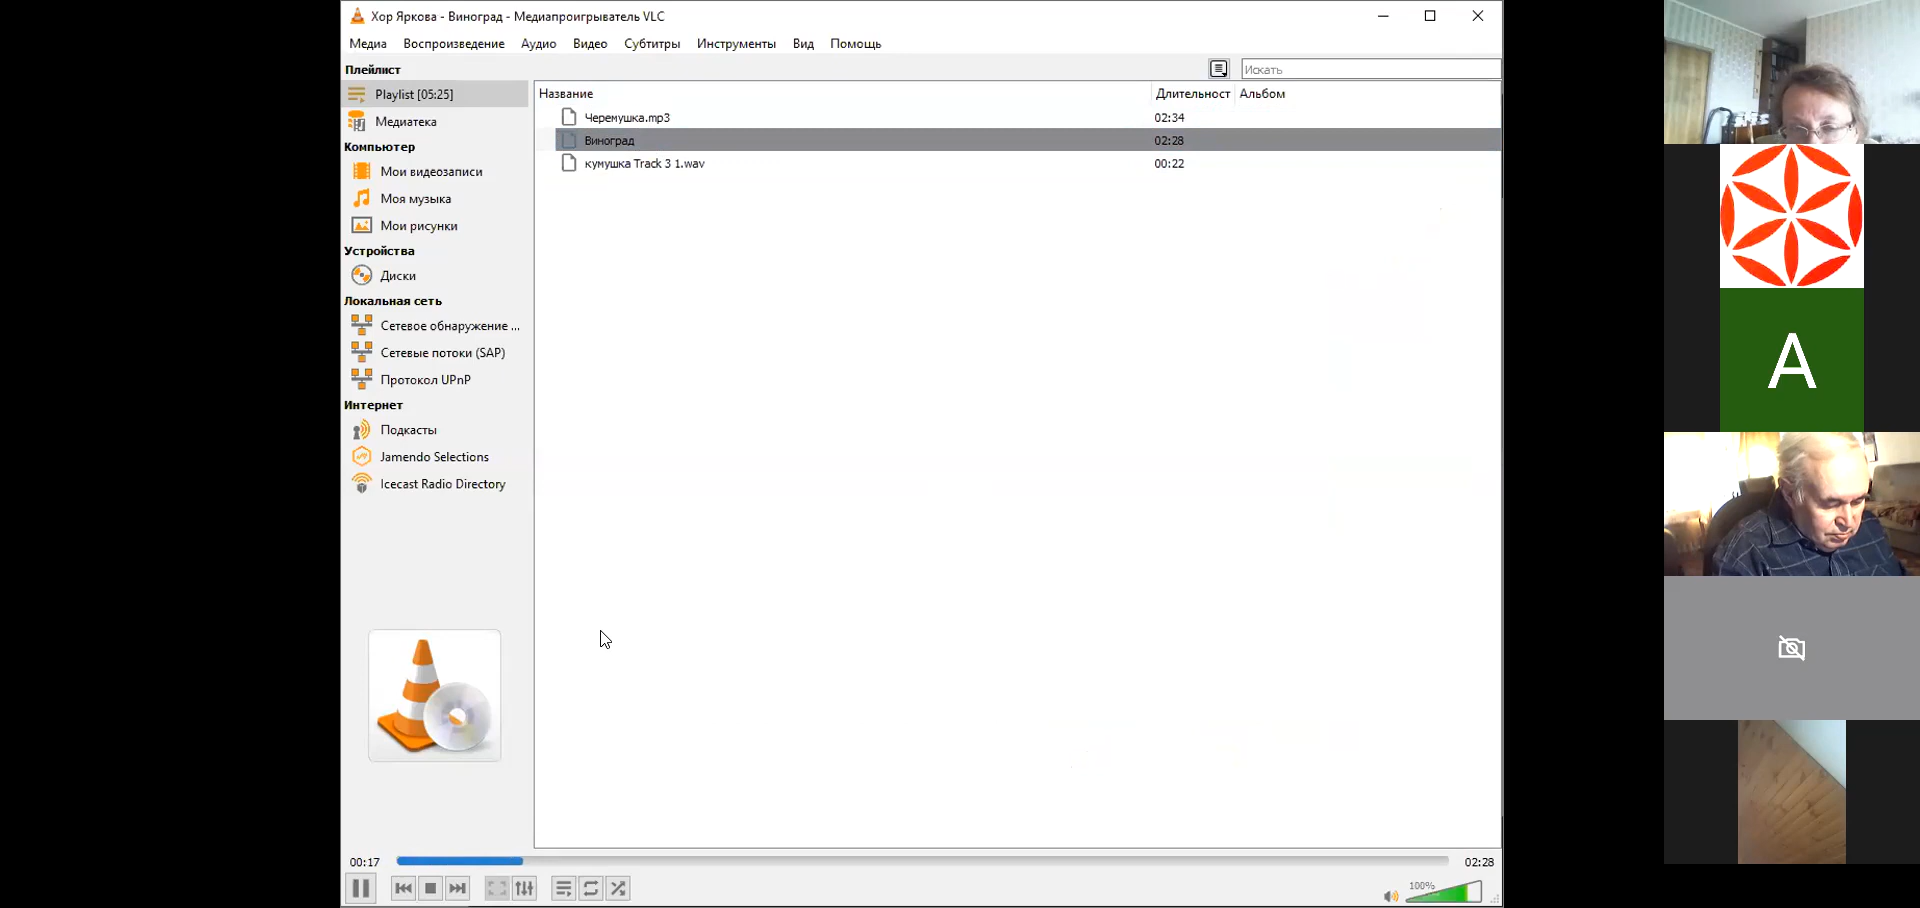 Хор Яркова - Виноград - Медиапроигрыватель VLC
Медиа Воспроизведение Аудио Видео Субтитры Инструменты Вид Помощь
Плейлист
Искать
Playlist [05:25]
Медиатека
Компьютер
Мои видеозаписи
Моя музыка
Мои рисунки
Устройства
Диски
Локальная сеть
Сетевое обнаружение ...
Сетевые потоки (SAP)
Протокол UPnP
Интернет
Подкасты
Jamendo Selections
Icecast Radio Directory
Название Длительност Альбом
Черемушка.mp3 02:34
Виноград 02:28
кумушка Track 3 1.wav 00:22
00:17 02:28
100%
A